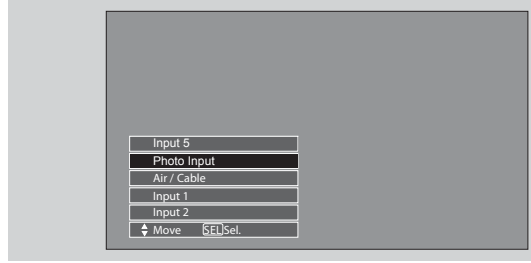 Input 5
Photo Input
Air / Cable
Input 1
Input 2
Move SEL Sel.